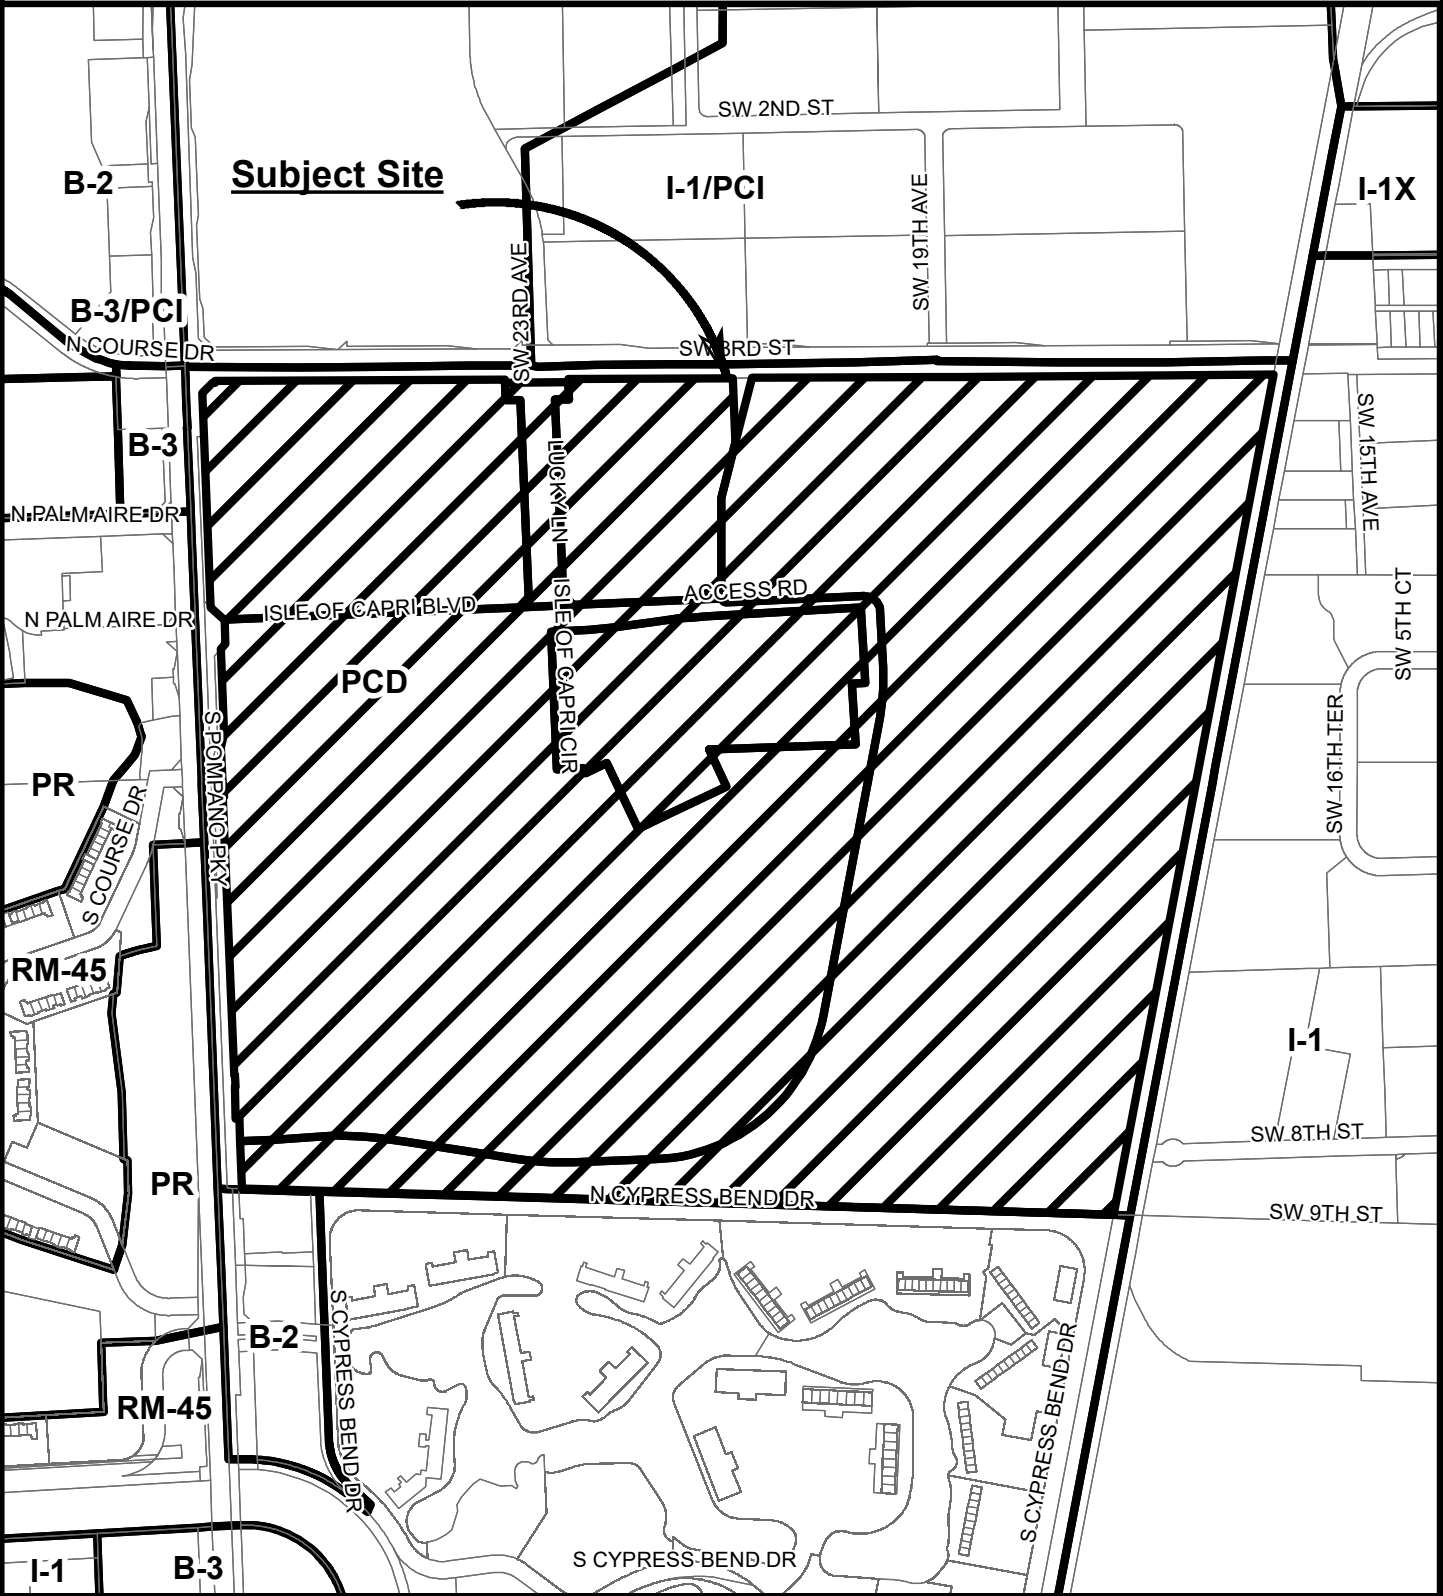 SW 2ND ST
Subject Site
B-2
I-1/PCI
I-1X
SW 19TH AVE
SW 23RD AVE
B-3/PCI
N COURSE DR
SW 3RD ST
B-3
LUCKY LN
SW 15TH AVE
N PALM AIRE DR
ISLE OF CAPRI BLVD
ACCESS RD
N PALM AIRE DR
SW 5TH CT
ISLE OF CAPRI CIR
PCD
S POMPANO PKY
SW 16TH TER
PR
S COURSE DR
RM-45
I-1
SW 8TH ST
PR
N CYPRESS BEND DR
SW 9TH ST
S CYPRESS BEND DR
B-2
S CYPRESS BEND DR
RM-45
S CYPRESS BEND DR
I-1
B-3